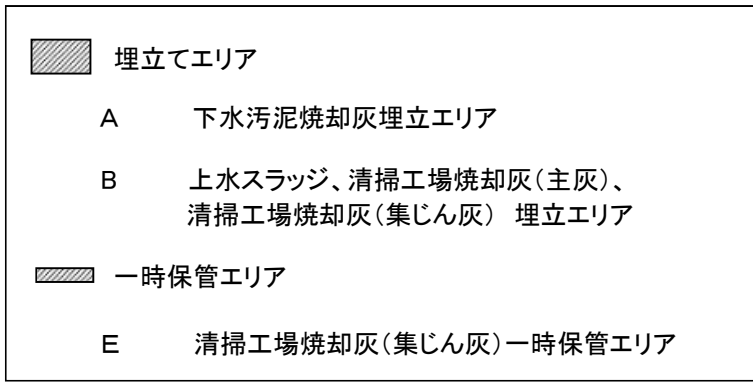 埋立てエリア
A 下水汚泥焼却灰埋立エリア
B 上水スラッジ、清掃工場焼却灰(主灰)、
清掃工場焼却灰(集じん灰) 埋立エリア
一時保管エリア
E 清掃工場焼却灰(集じん灰)一時保管エリア